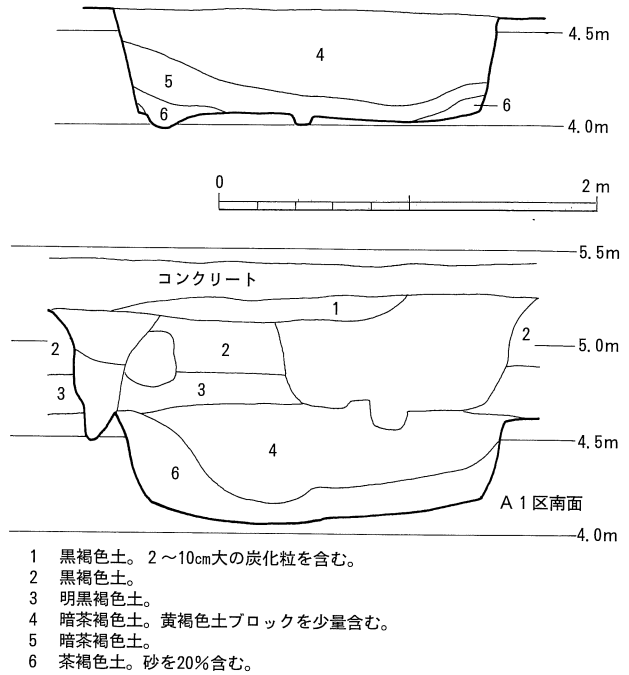 4.5m
4
5
6
6
4.0m
0 2 m
5.5m
コンクリート
1
2 2 2 5.0m
3 3
4 4.5m
6
A1区南面
4.0m
1 黒褐色土。2〜10㎝大の炭化粒を含む。
2 黒褐色土。
3 明黒褐色土。
4 暗茶褐色土。黄褐色土ブロックを少量含む。
5 暗茶褐色土。
6 茶褐色土。砂を20%含む。